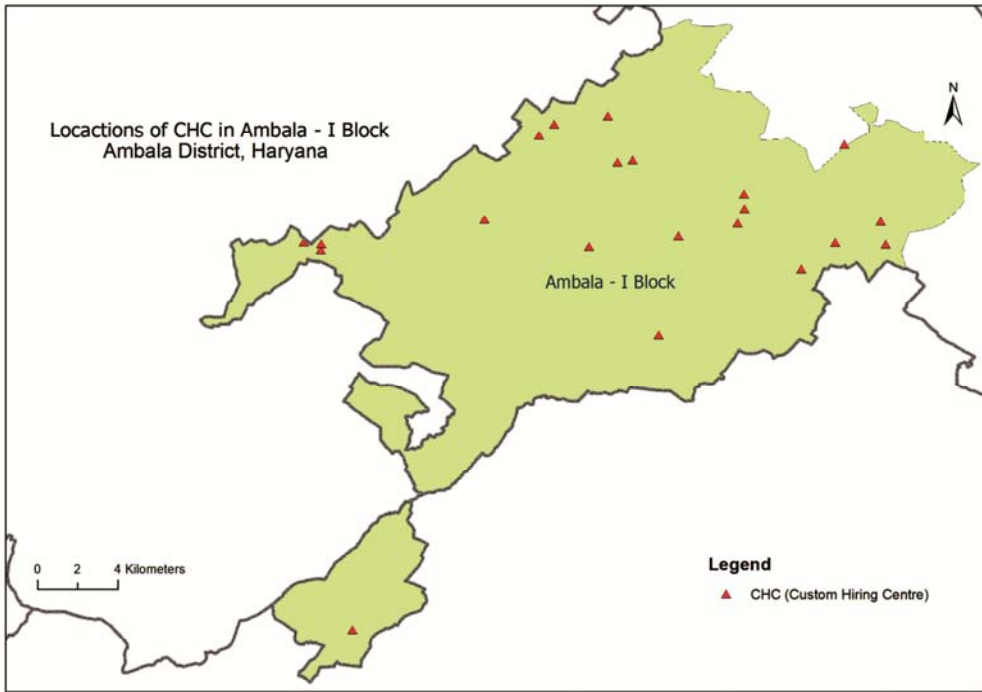 Locactions of CHC in Ambala - I Block
Ambala District, Haryana
N
Ambala - I Block
0 2 4 Kilometers
Legend
CHC (Custom Hiring Centre)